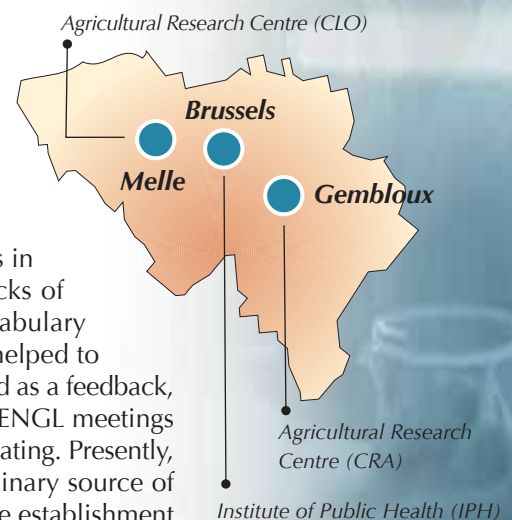 Agricultural Research Centre (CLO)
Brussels
Melle
Gembloux
s in
cks of
abulary
helped to
d as a feedback,
ENGL meetings
ating. Presently,
linary source of
e establishment
Agricultural Research
Centre (CRA)
Institute of Public Health (IPH)